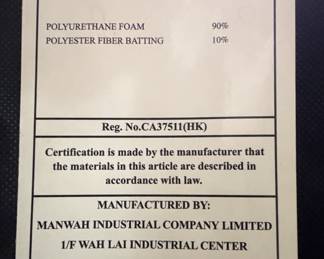 POLYURETHANE FOAM 90%
POLYESTER FIBER BATTING 10%
Reg. No.CA37511(HK)
Certification is made by the manufacturer that
the materials in this article are described in
accordance with law.
MANUFACTURED BY:
MANWAH INDUSTRIAL COMPANY LIMITED
1/F WAH LAI INDUSTRIAL CENTER